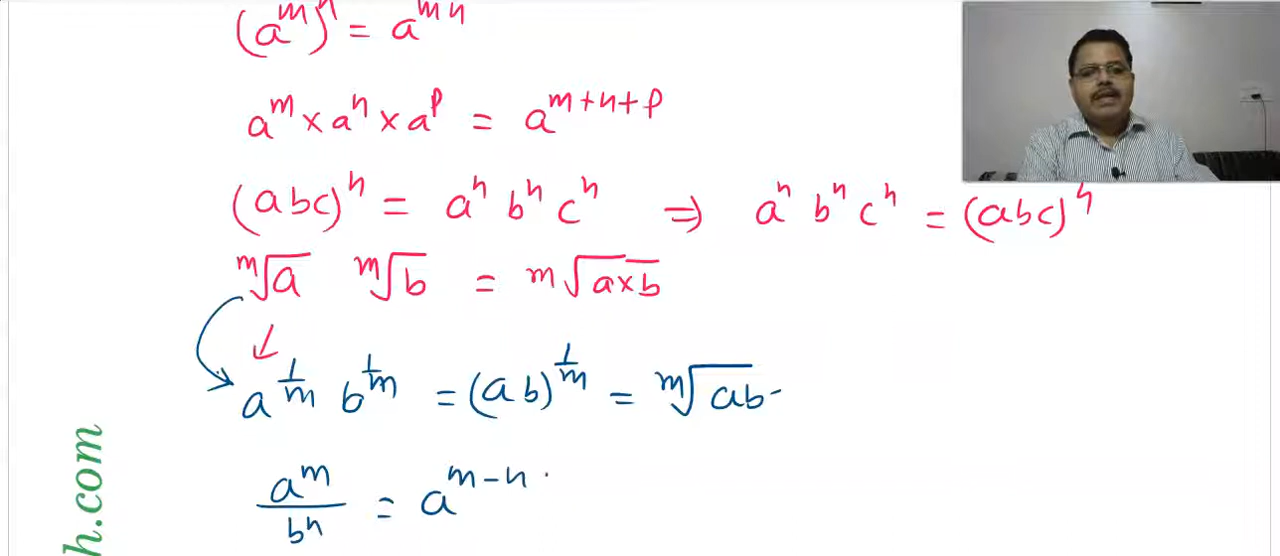 (a^m)^n = a^{mn}
a^m × a^n × a^p = a^{m+n+p}
(abc)^n = a^n b^n c^n ⇒ a^n b^n c^n = (abc)^n
^m√a ^m√b = ^m√(a×b)
a^{1/m} b^{1/m} = (ab)^{1/m} = ^m√(ab)
a^m / b^n = a^{m-n}
h.com